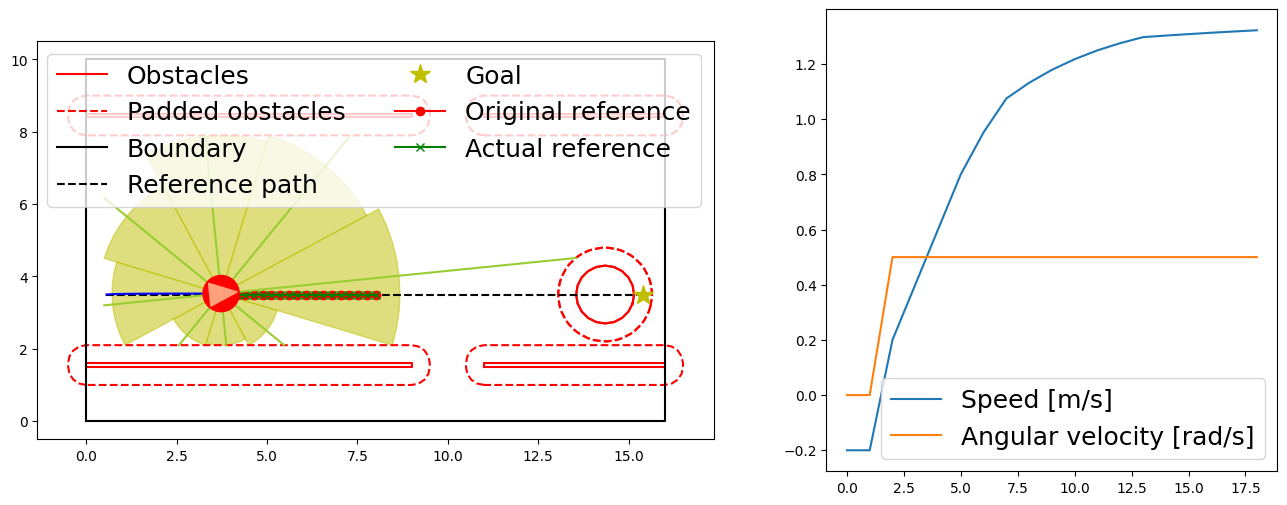 Obstacles
Padded obstacles
Boundary
Reference path
Goal
Original reference
Actual reference
10
8
6
4
2
0
0.0 2.5 5.0 7.5 10.0 12.5 15.0
1.2
1.0
0.8
0.6
0.4
0.2
0.0
−0.2
Speed [m/s]
Angular velocity [rad/s]
0.0 2.5 5.0 7.5 10.0 12.5 15.0 17.5